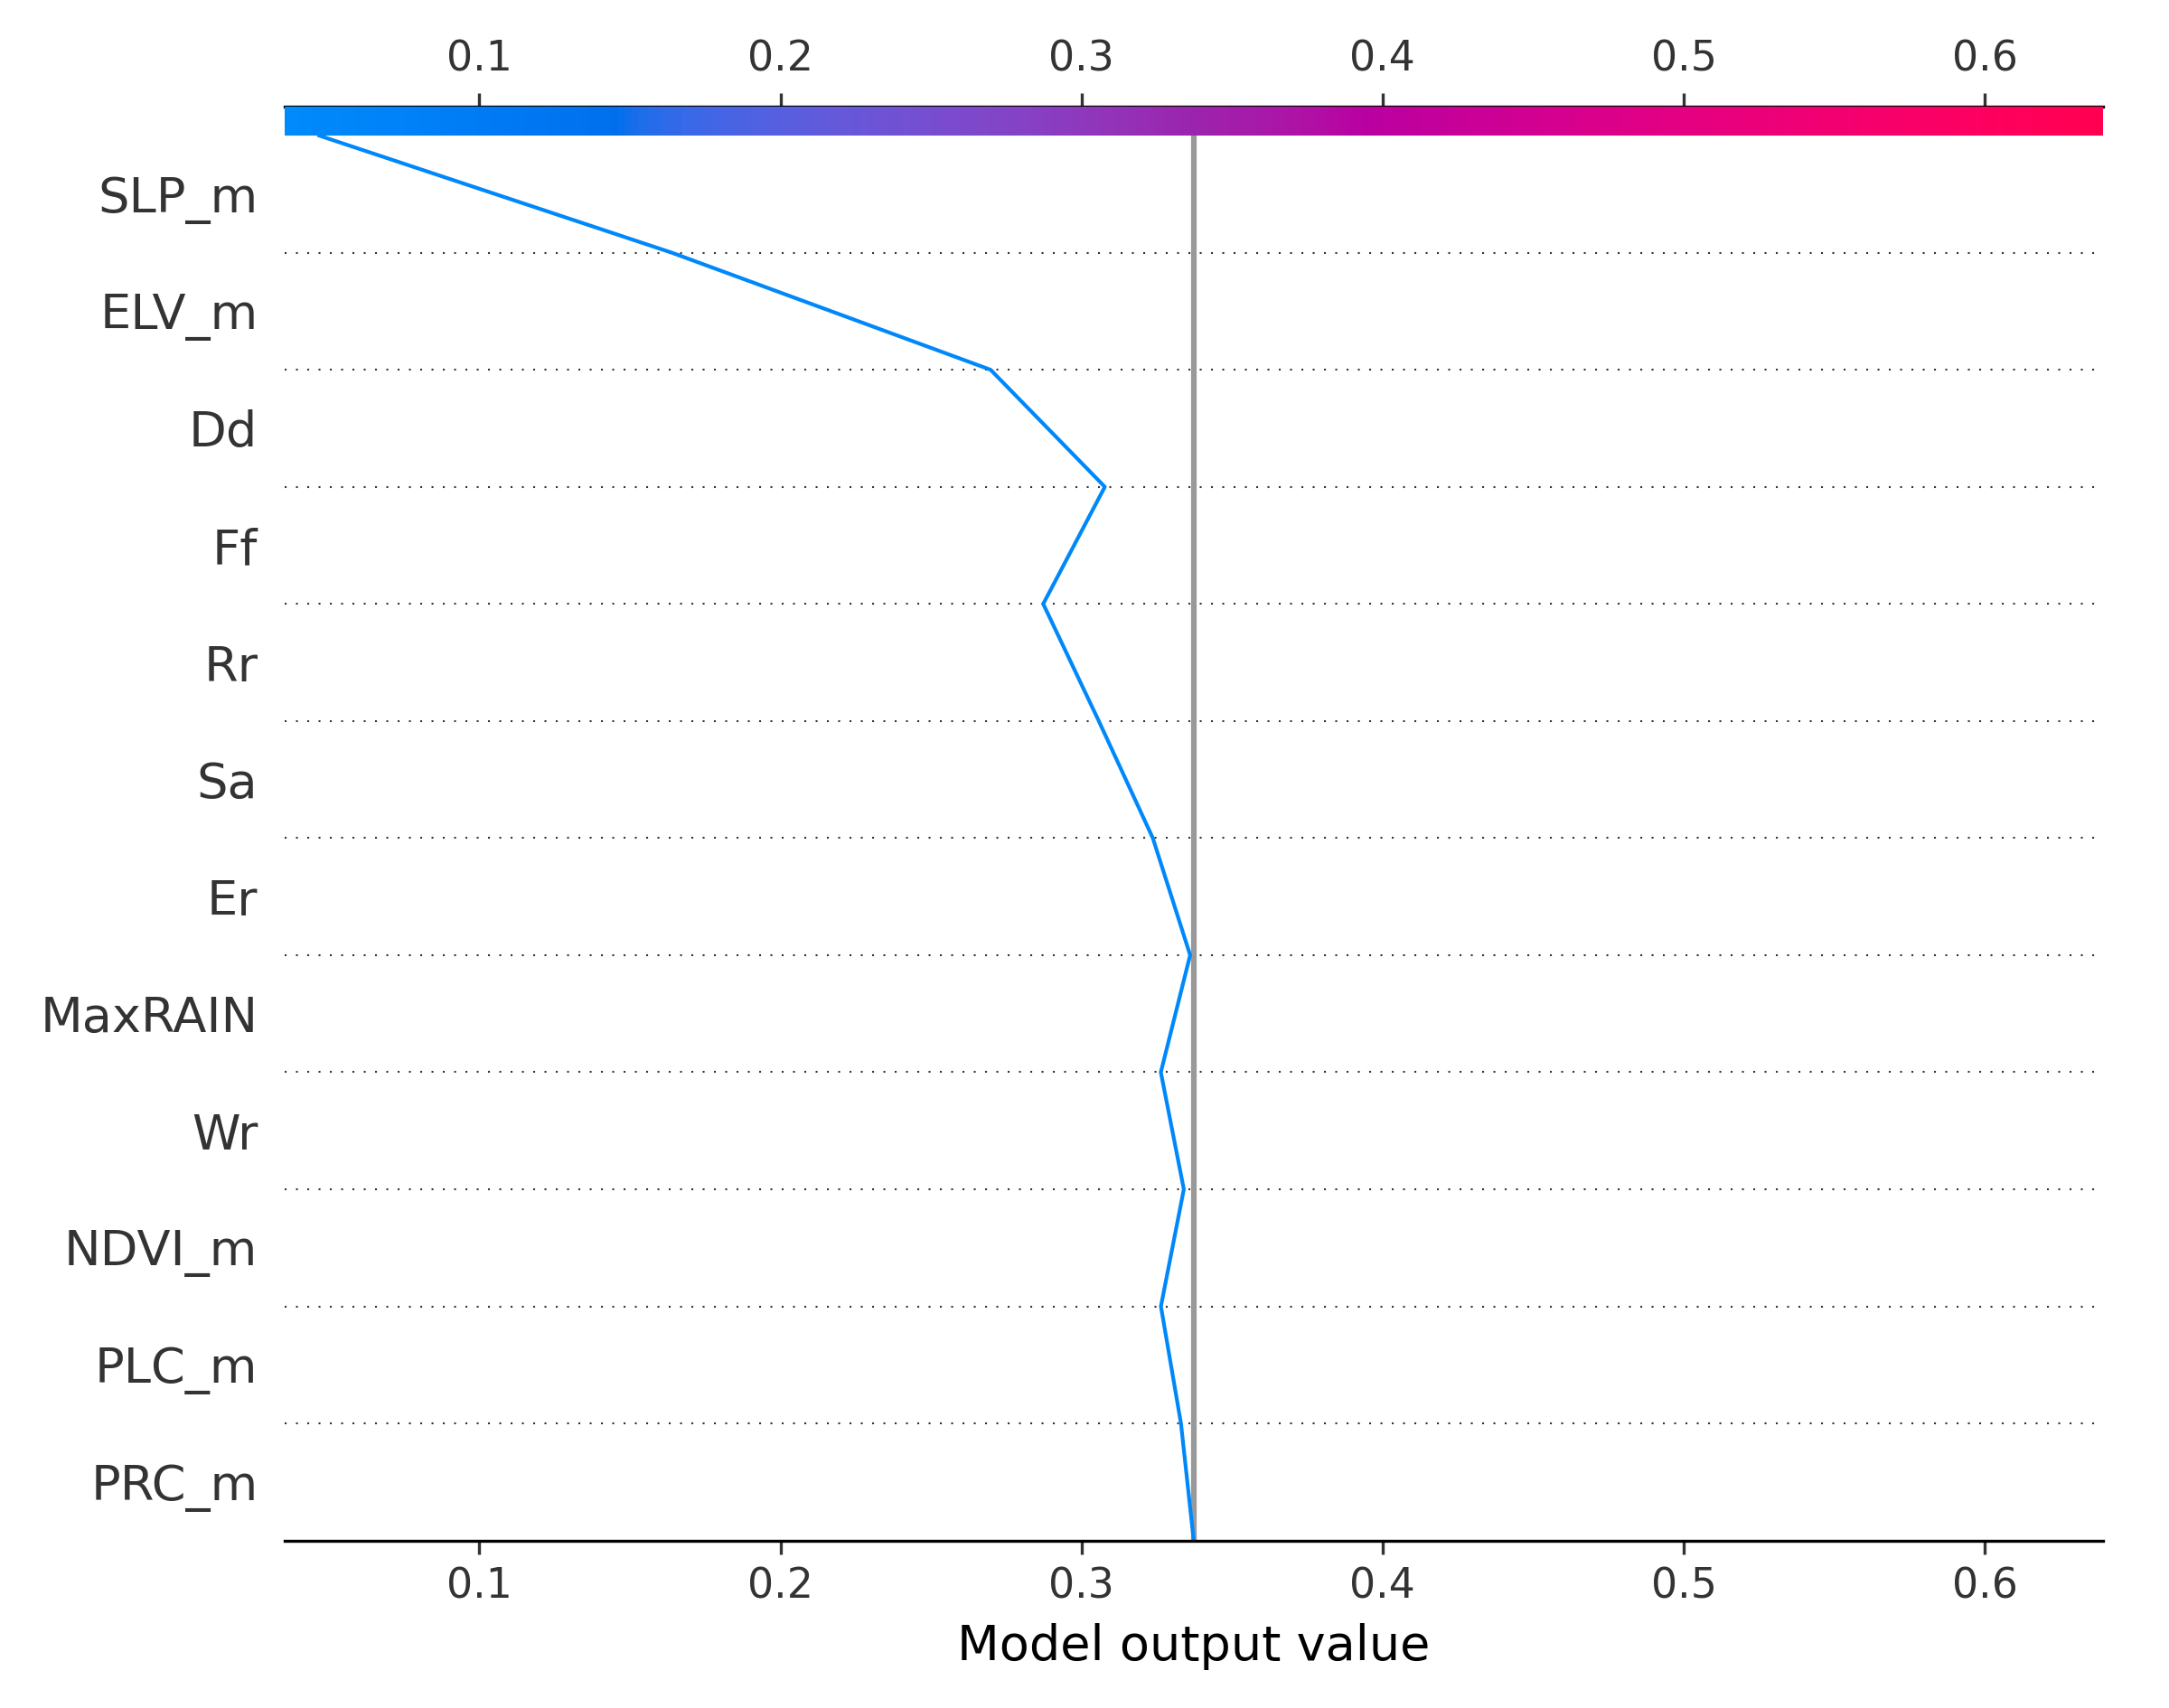 0.1 0.2 0.3 0.4 0.5 0.6
SLP_m
ELV_m
Dd
Ff
Rr
Sa
Er
MaxRAIN
Wr
NDVI_m
PLC_m
PRC_m
0.1 0.2 0.3 0.4 0.5 0.6
Model output value